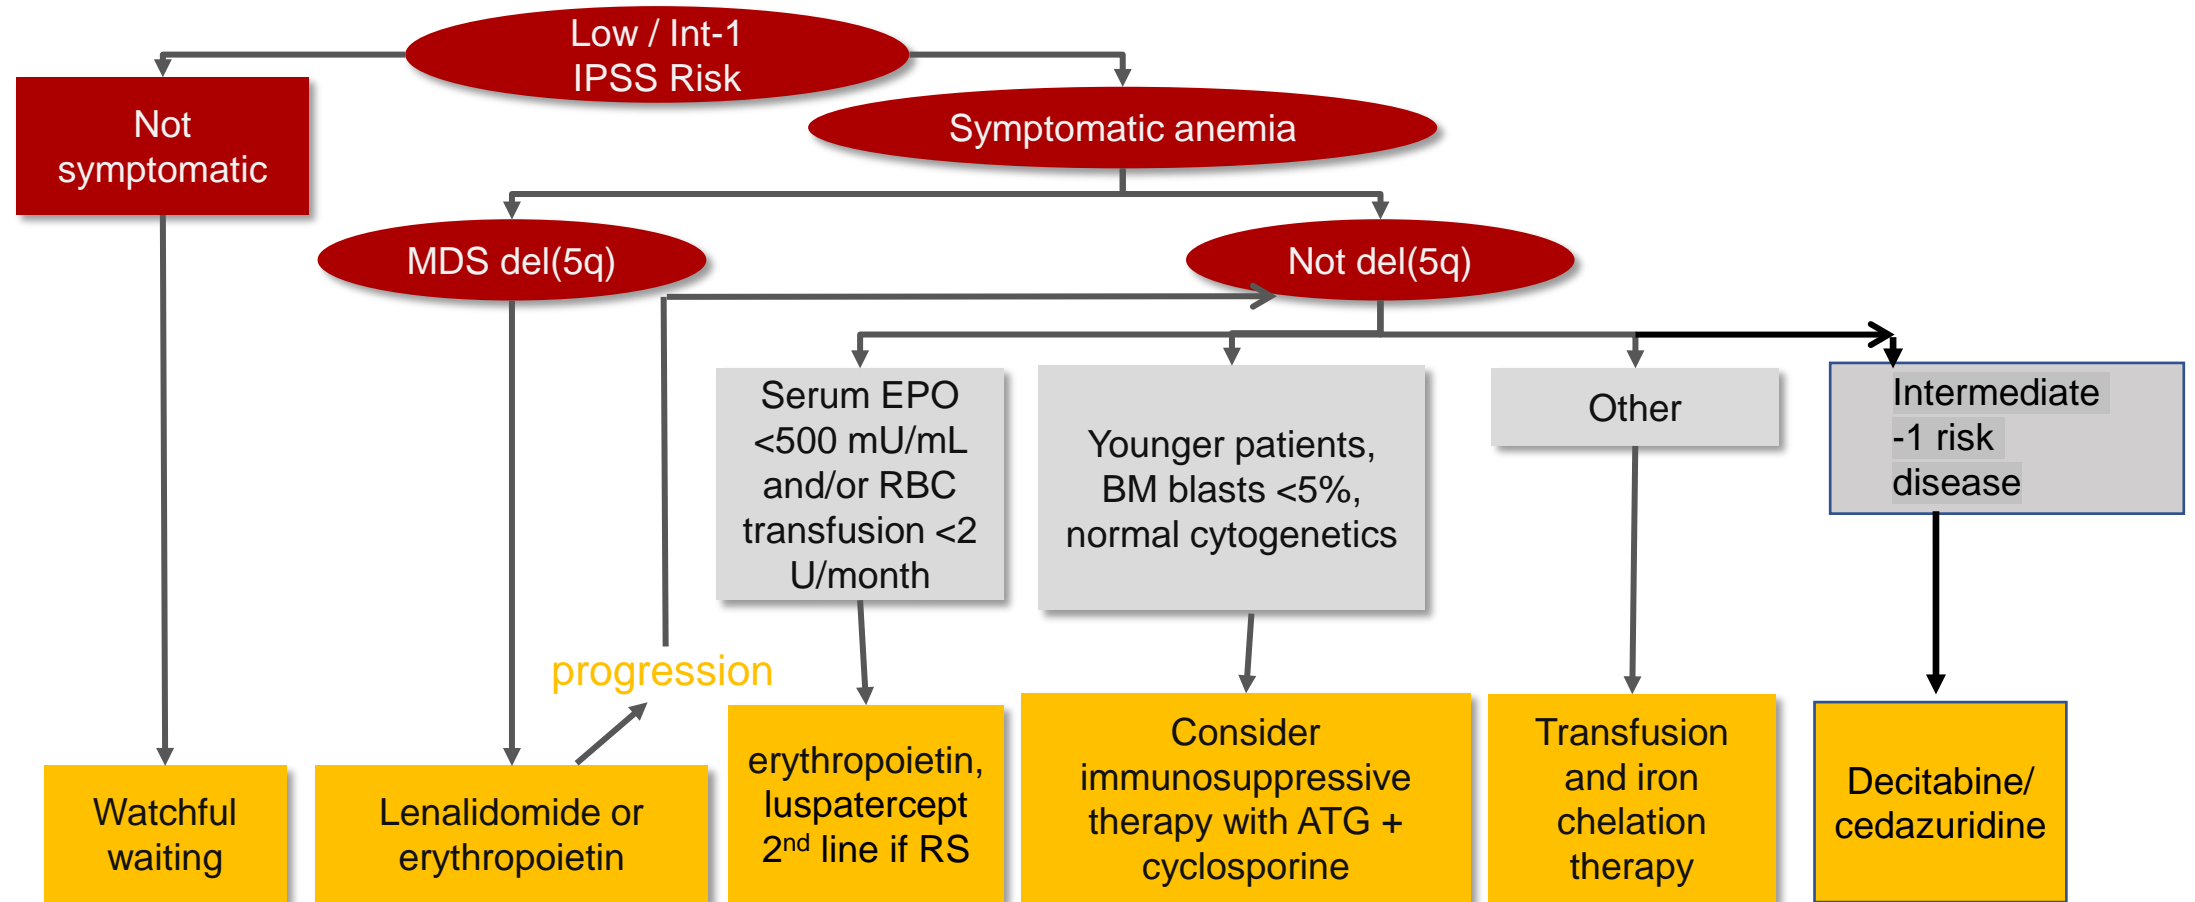 Low / Int-1
IPSS Risk
Not
symptomatic
Symptomatic anemia
MDS del(5q)
Not del(5q)
Serum EPO
<500 mU/mL
and/or RBC
transfusion <2
U/month
Younger patients,
BM blasts <5%,
normal cytogenetics
Other
Intermediate
-1 risk
disease
progression
Watchful
waiting
Lenalidomide or
erythropoietin
erythropoietin,
luspatercept
2nd line if RS
Consider
immunosuppressive
therapy with ATG +
cyclosporine
Transfusion
and iron
chelation
therapy
Decitabine/
cedazuridine